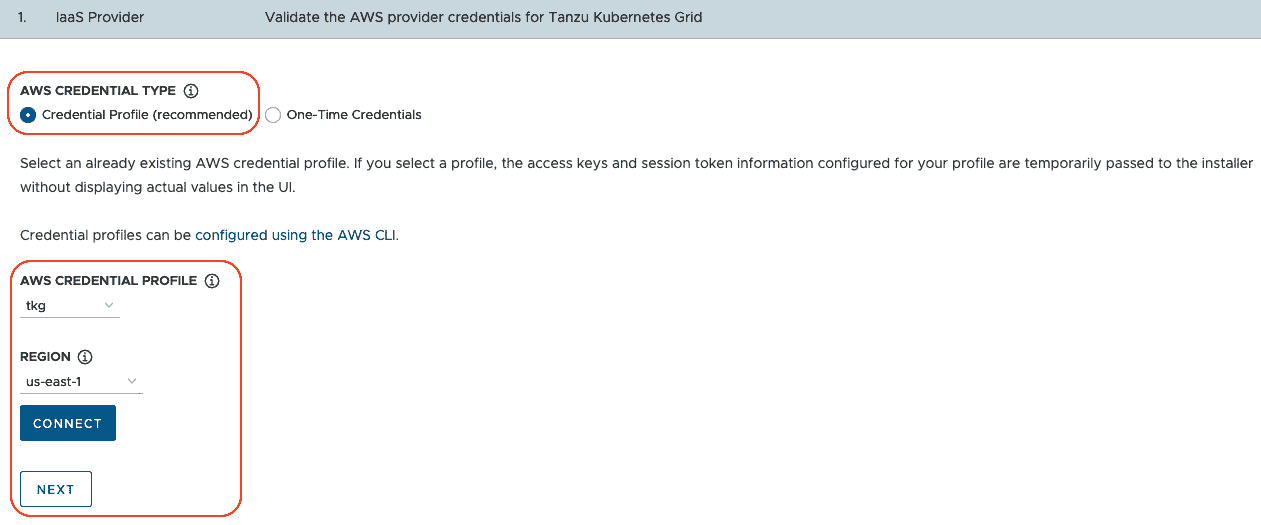 1. IaaS Provider Validate the AWS provider credentials for Tanzu Kubernetes Grid
AWS CREDENTIAL TYPE
Credential Profile (recommended) One-Time Credentials
Select an already existing AWS credential profile. If you select a profile, the access keys and session token information configured for your profile are temporarily passed to the installer
without displaying actual values in the UI.
Credential profiles can be configured using the AWS CLI.
AWS CREDENTIAL PROFILE
tkg
REGION
us-east-1
CONNECT
NEXT